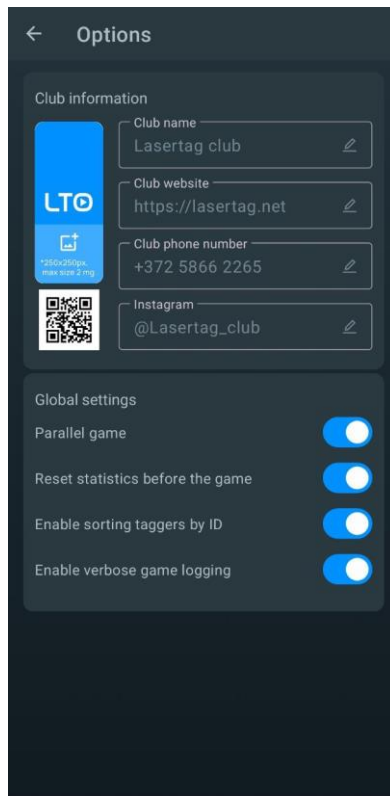 Options
Club information
LTO
*250x250px,
max size 2 mg
Club name
Lasertag club
Club website
https://lasertag.net
Club phone number
+372 5866 2265
Instagram
@Lasertag_club
Global settings
Parallel game
Reset statistics before the game
Enable sorting taggers by ID
Enable verbose game logging